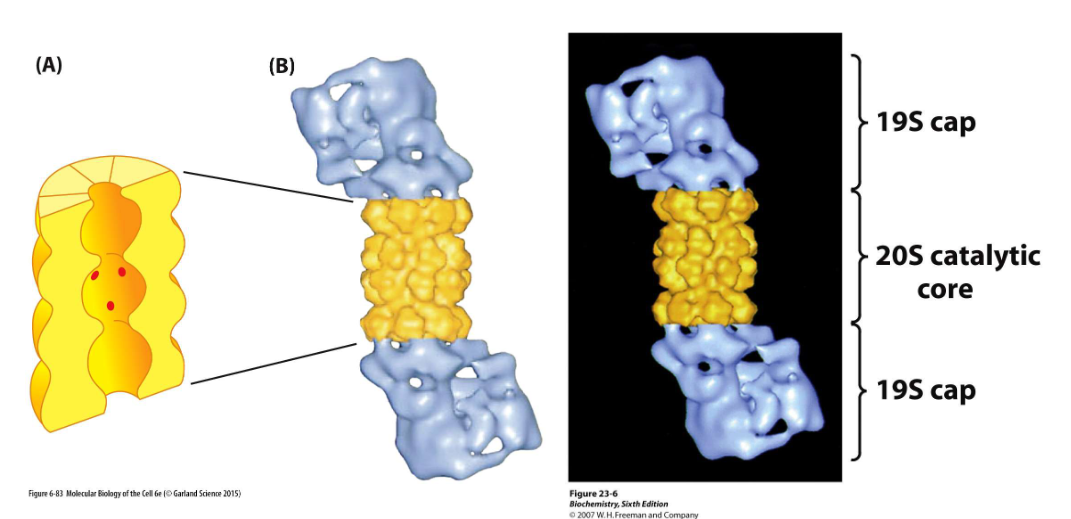 (A)
(B)
19S cap
20S catalytic
core
19S cap
Figure 6-83 Molecular Biology of the Cell 6e (© Garland Science 2015)
Figure 23-6
Biochemistry, Sixth Edition
© 2007 W. H. Freeman and Company